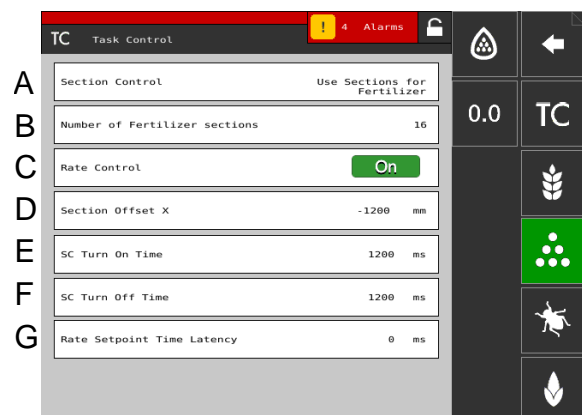 TC Task Control ! 4 Alarms
A Section Control Use Sections for
Fertilizer
B Number of Fertilizer sections 16
C Rate Control On
D Section Offset X -1200 mm
E SC Turn On Time 1200 ms
F SC Turn Off Time 1200 ms
G Rate Setpoint Time Latency 0 ms
0.0 TC